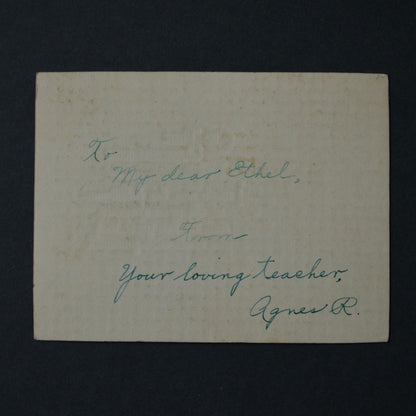 To
My dear Ethel,
From
Your loving teacher,
Agnes R.